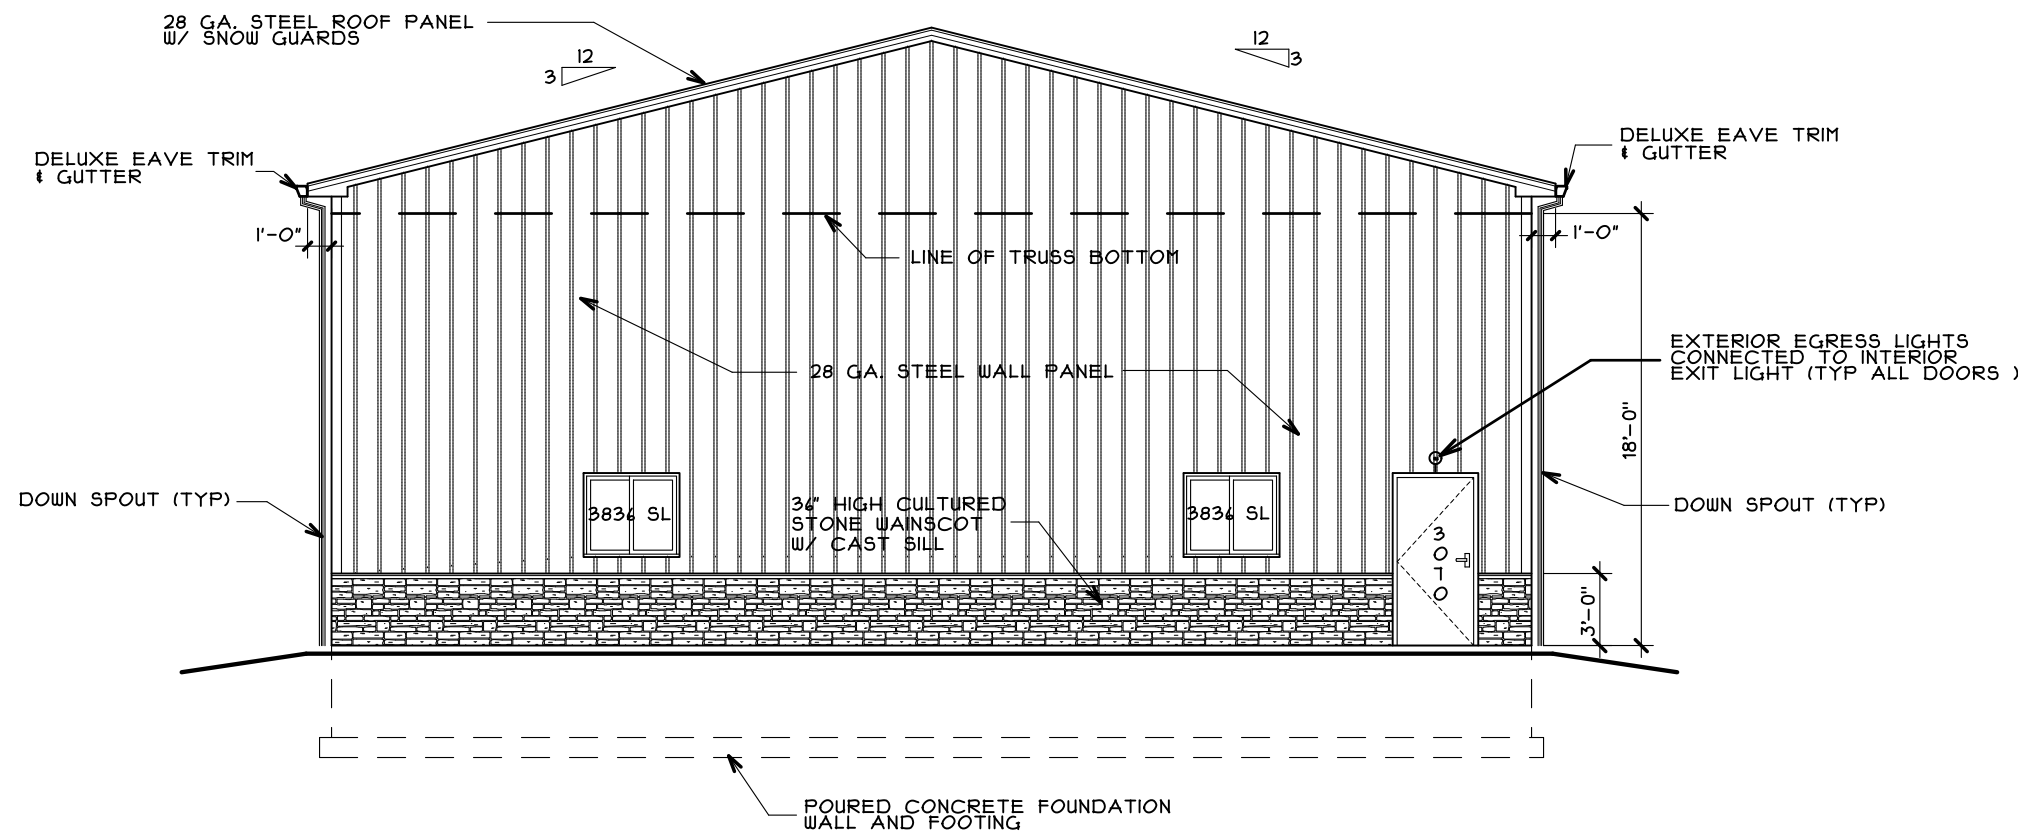 28 GA. STEEL ROOF PANEL
W/ SNOW GUARDS
12
3
12
3
DELUXE EAVE TRIM
& GUTTER
DELUXE EAVE TRIM
& GUTTER
1'-0"
1'-0"
LINE OF TRUSS BOTTOM
28 GA. STEEL WALL PANEL
EXTERIOR EGRESS LIGHTS
CONNECTED TO INTERIOR
EXIT LIGHT (TYP ALL DOORS )
18'-0"
DOWN SPOUT (TYP)
3836 SL
36" HIGH CULTURED
STONE WAINSCOT
W/ CAST SILL
3836 SL
3070
DOWN SPOUT (TYP)
3'-0"
POURED CONCRETE FOUNDATION
WALL AND FOOTING